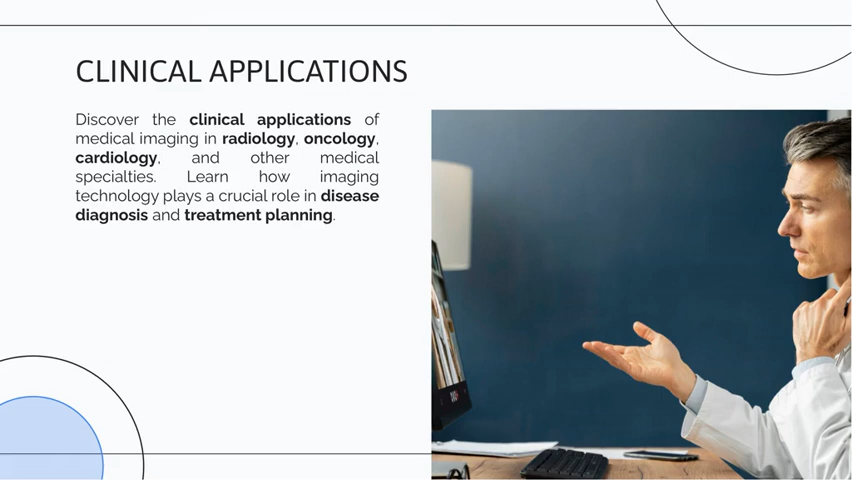 CLINICAL APPLICATIONS
Discover the clinical applications of
medical imaging in radiology, oncology,
cardiology, and other medical
specialties. Learn how imaging
technology plays a crucial role in disease
diagnosis and treatment planning.